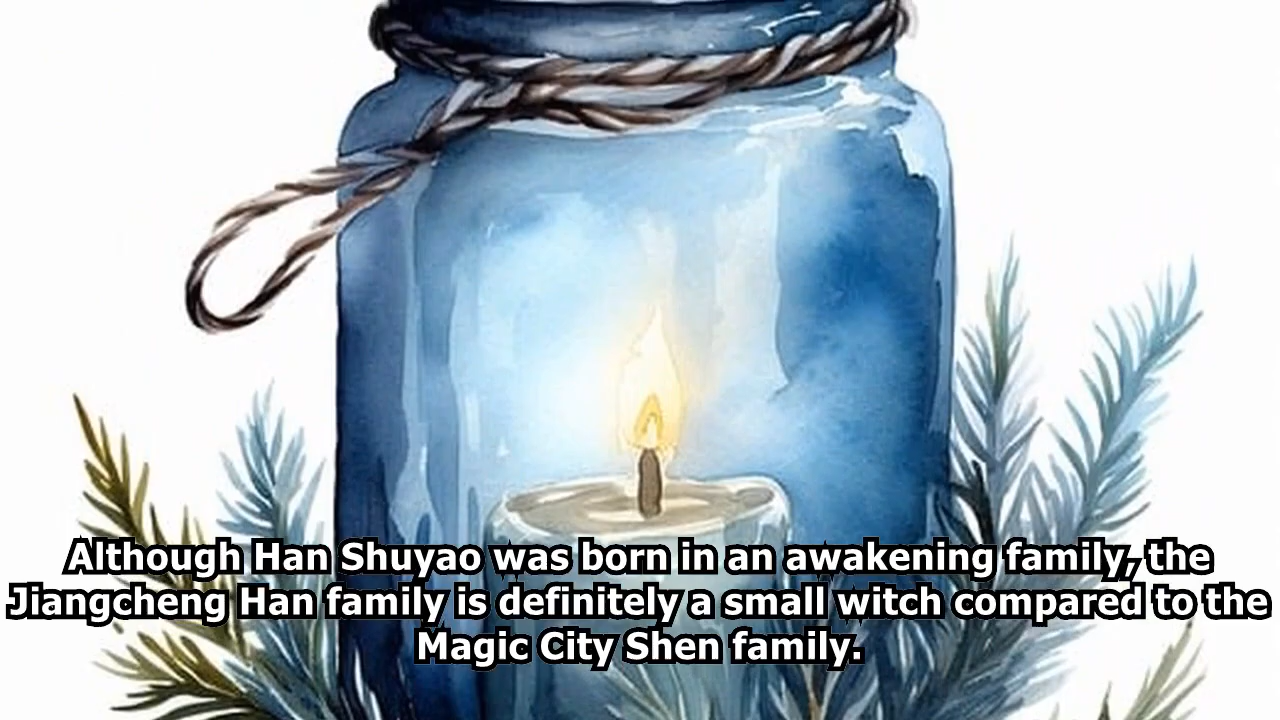 Although Han Shuyao was born in an awakening family, the
Jiangcheng Han family is definitely a small witch compared to the
Magic City Shen family.